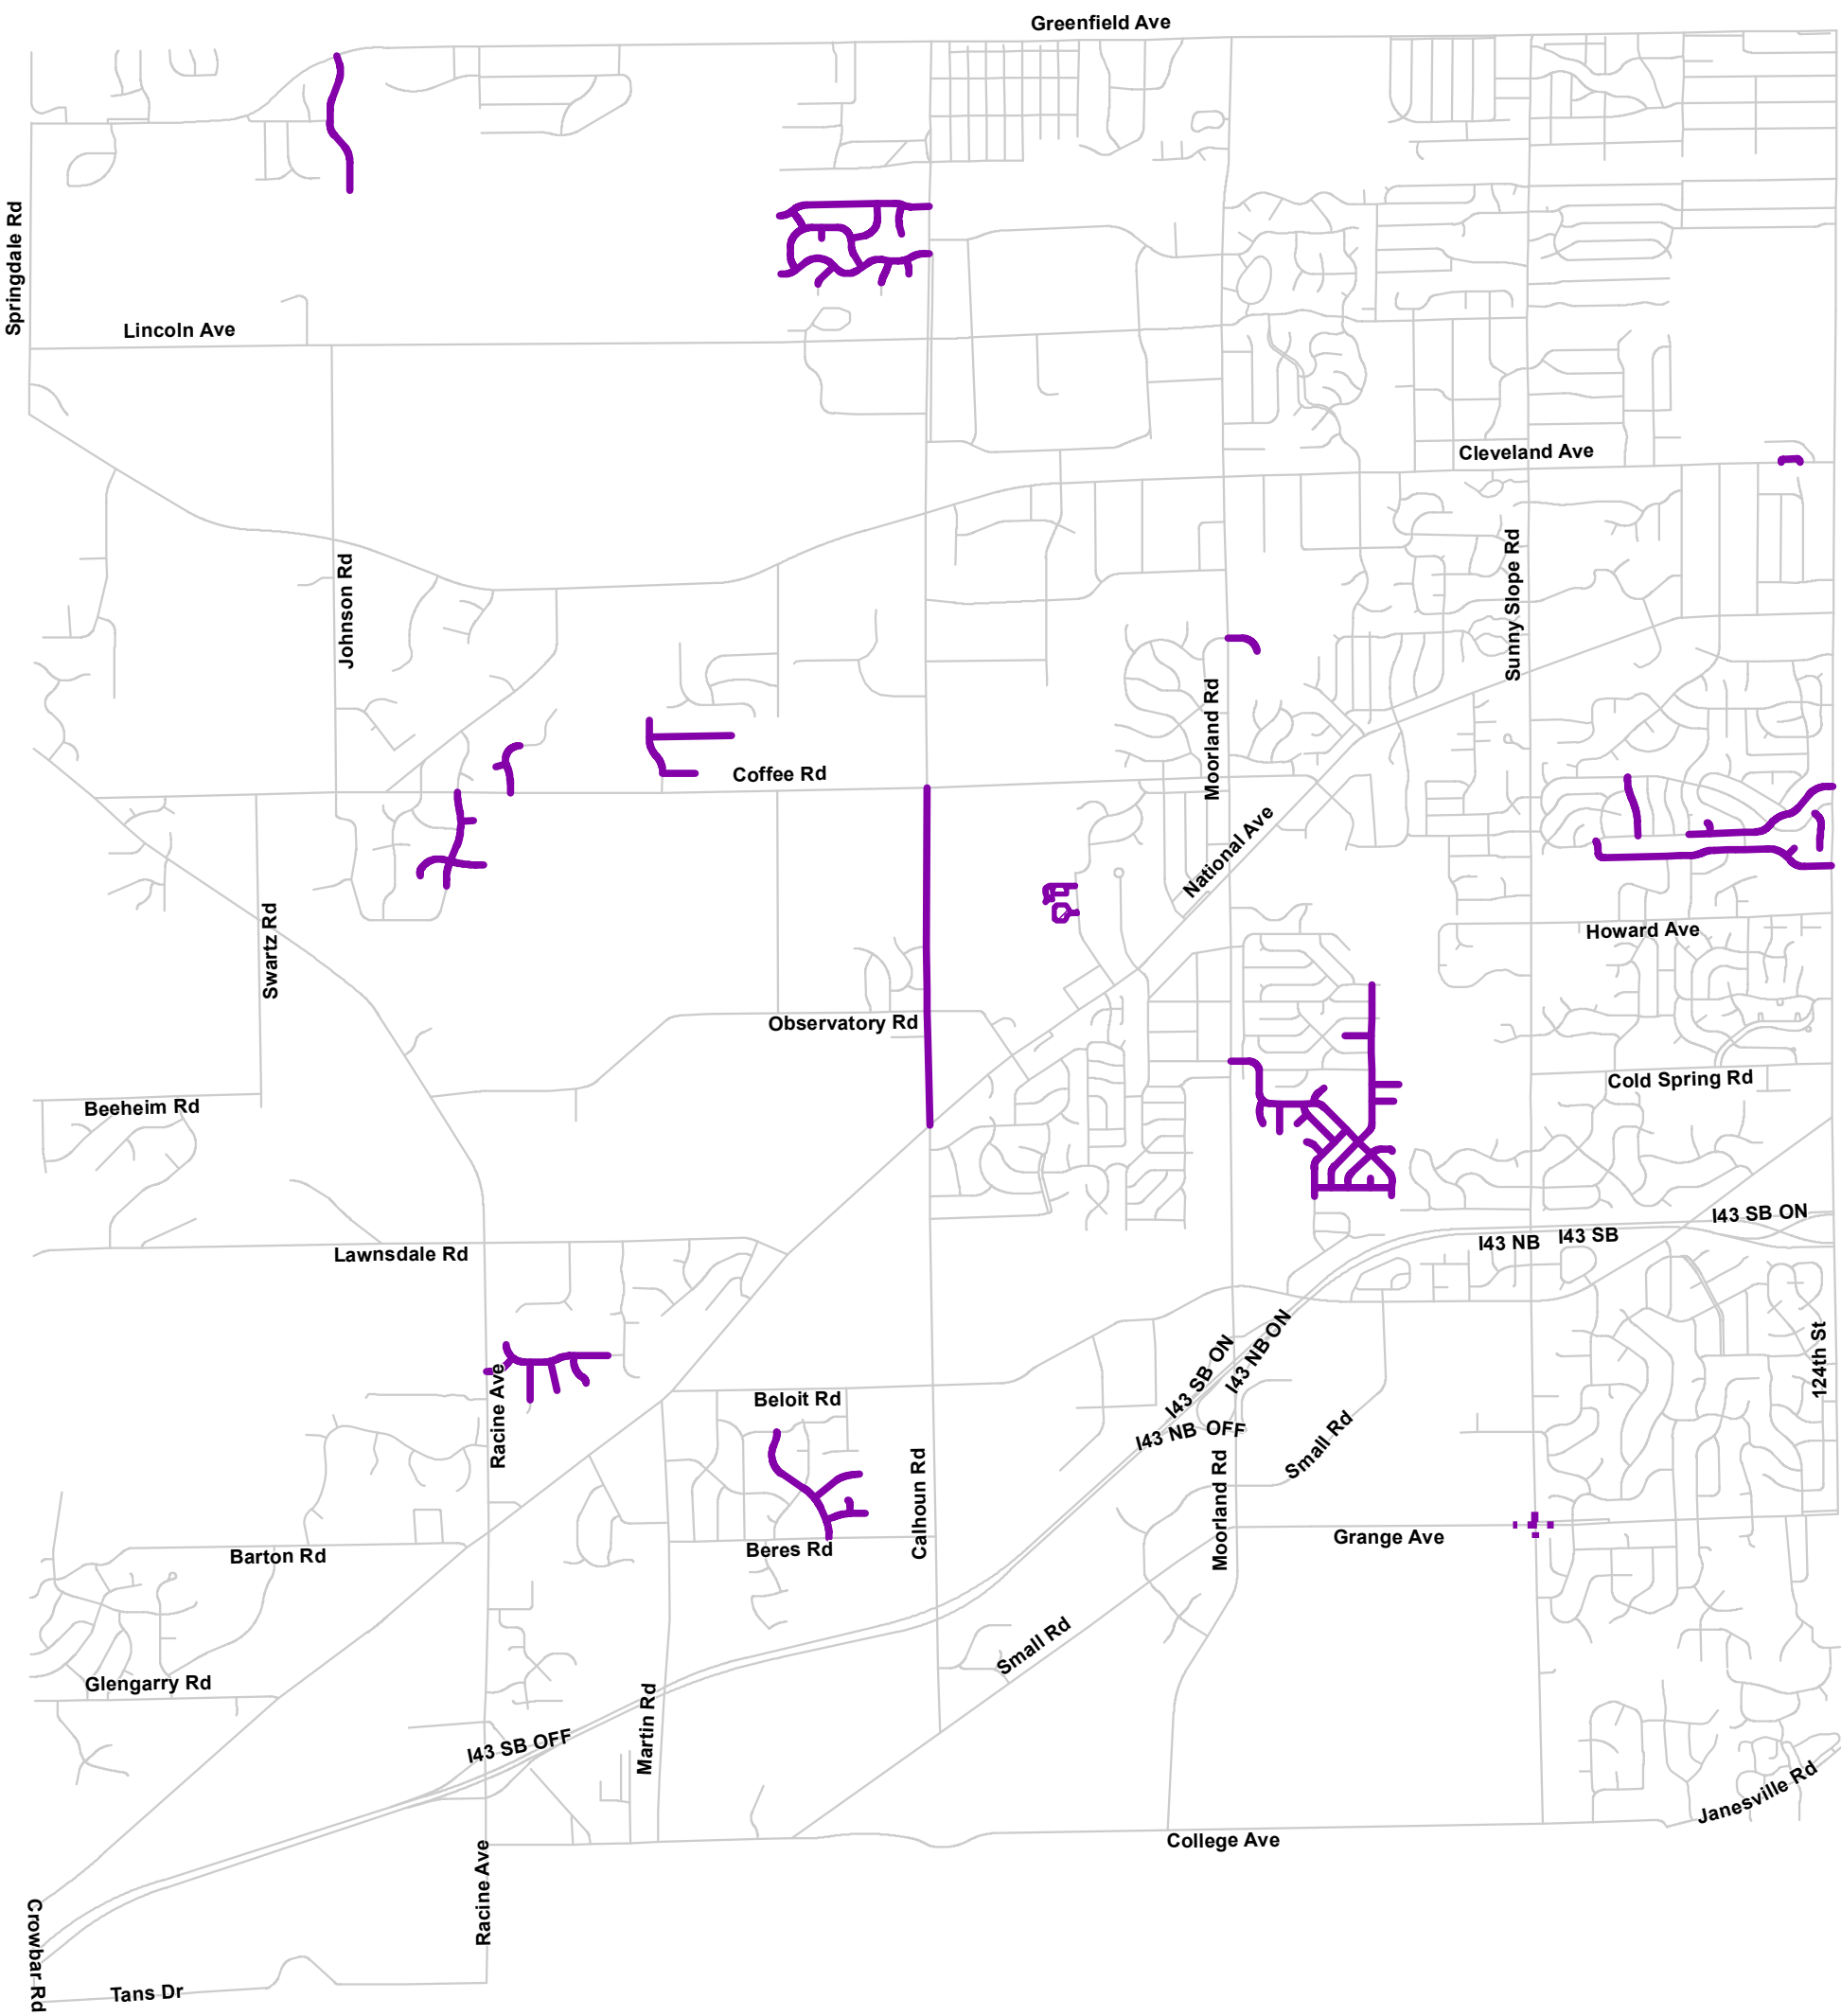 Greenfield Ave
Springdale Rd
Lincoln Ave
Cleveland Ave
Sunny Slope Rd
Johnson Rd
Moorland Rd
Coffee Rd
National Ave
Swartz Rd
Howard Ave
Observatory Rd
Cold Spring Rd
Beeheim Rd
I43 SB ON
I43 NB
I43 SB
Lawnsdale Rd
I43 SB ON
I43 NB ON
124th St
Racine Ave
Beloit Rd
I43 NB OFF
Small Rd
Calhoun Rd
Moorland Rd
Grange Ave
Beres Rd
Barton Rd
Small Rd
Glengarry Rd
Martin Rd
I43 SB OFF
Janesville Rd
College Ave
Racine Ave
Crowbar Rd
Tans Dr